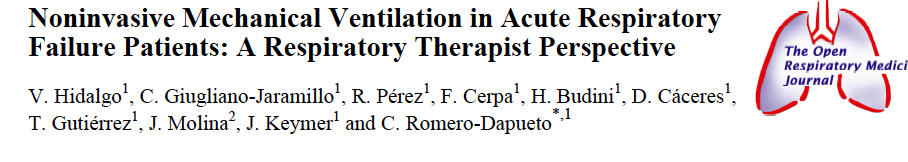 Noninvasive Mechanical Ventilation in Acute Respiratory
Failure Patients: A Respiratory Therapist Perspective
V. Hidalgo1, C. Giugliano-Jaramillo1, R. Pérez1, F. Cerpa1, H. Budini1, D. Cáceres1,
T. Gutiérrez1, J. Molina2, J. Keymer1 and C. Romero-Dapueto*,1
The Open
Respiratory Medici
Journal